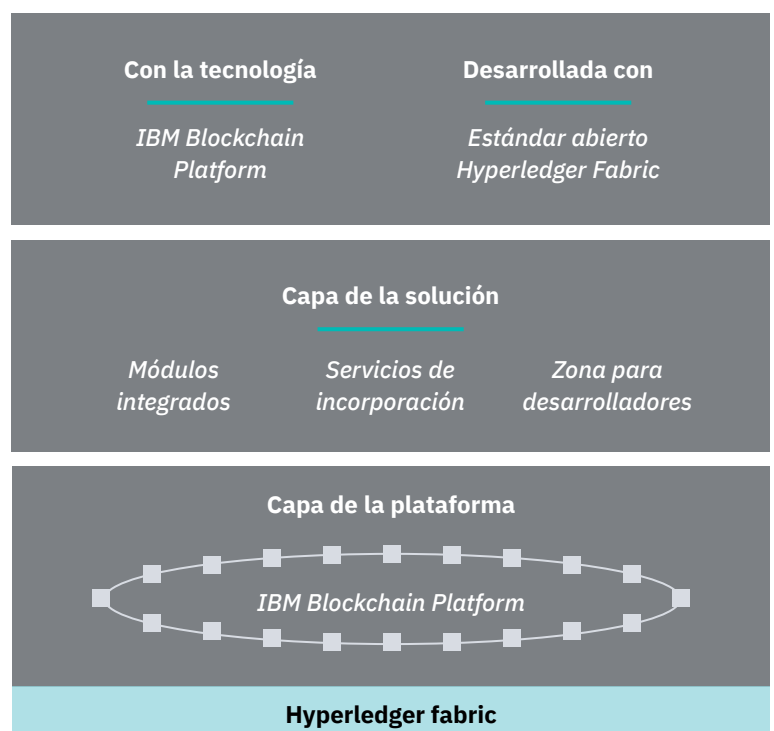 Con la tecnología
IBM Blockchain
Platform
Desarrollada con
Estándar abierto
Hyperledger Fabric
Capa de la solución
Módulos
integrados
Servicios de
incorporación
Zona para
desarrolladores
Capa de la plataforma
IBM Blockchain Platform
Hyperledger fabric